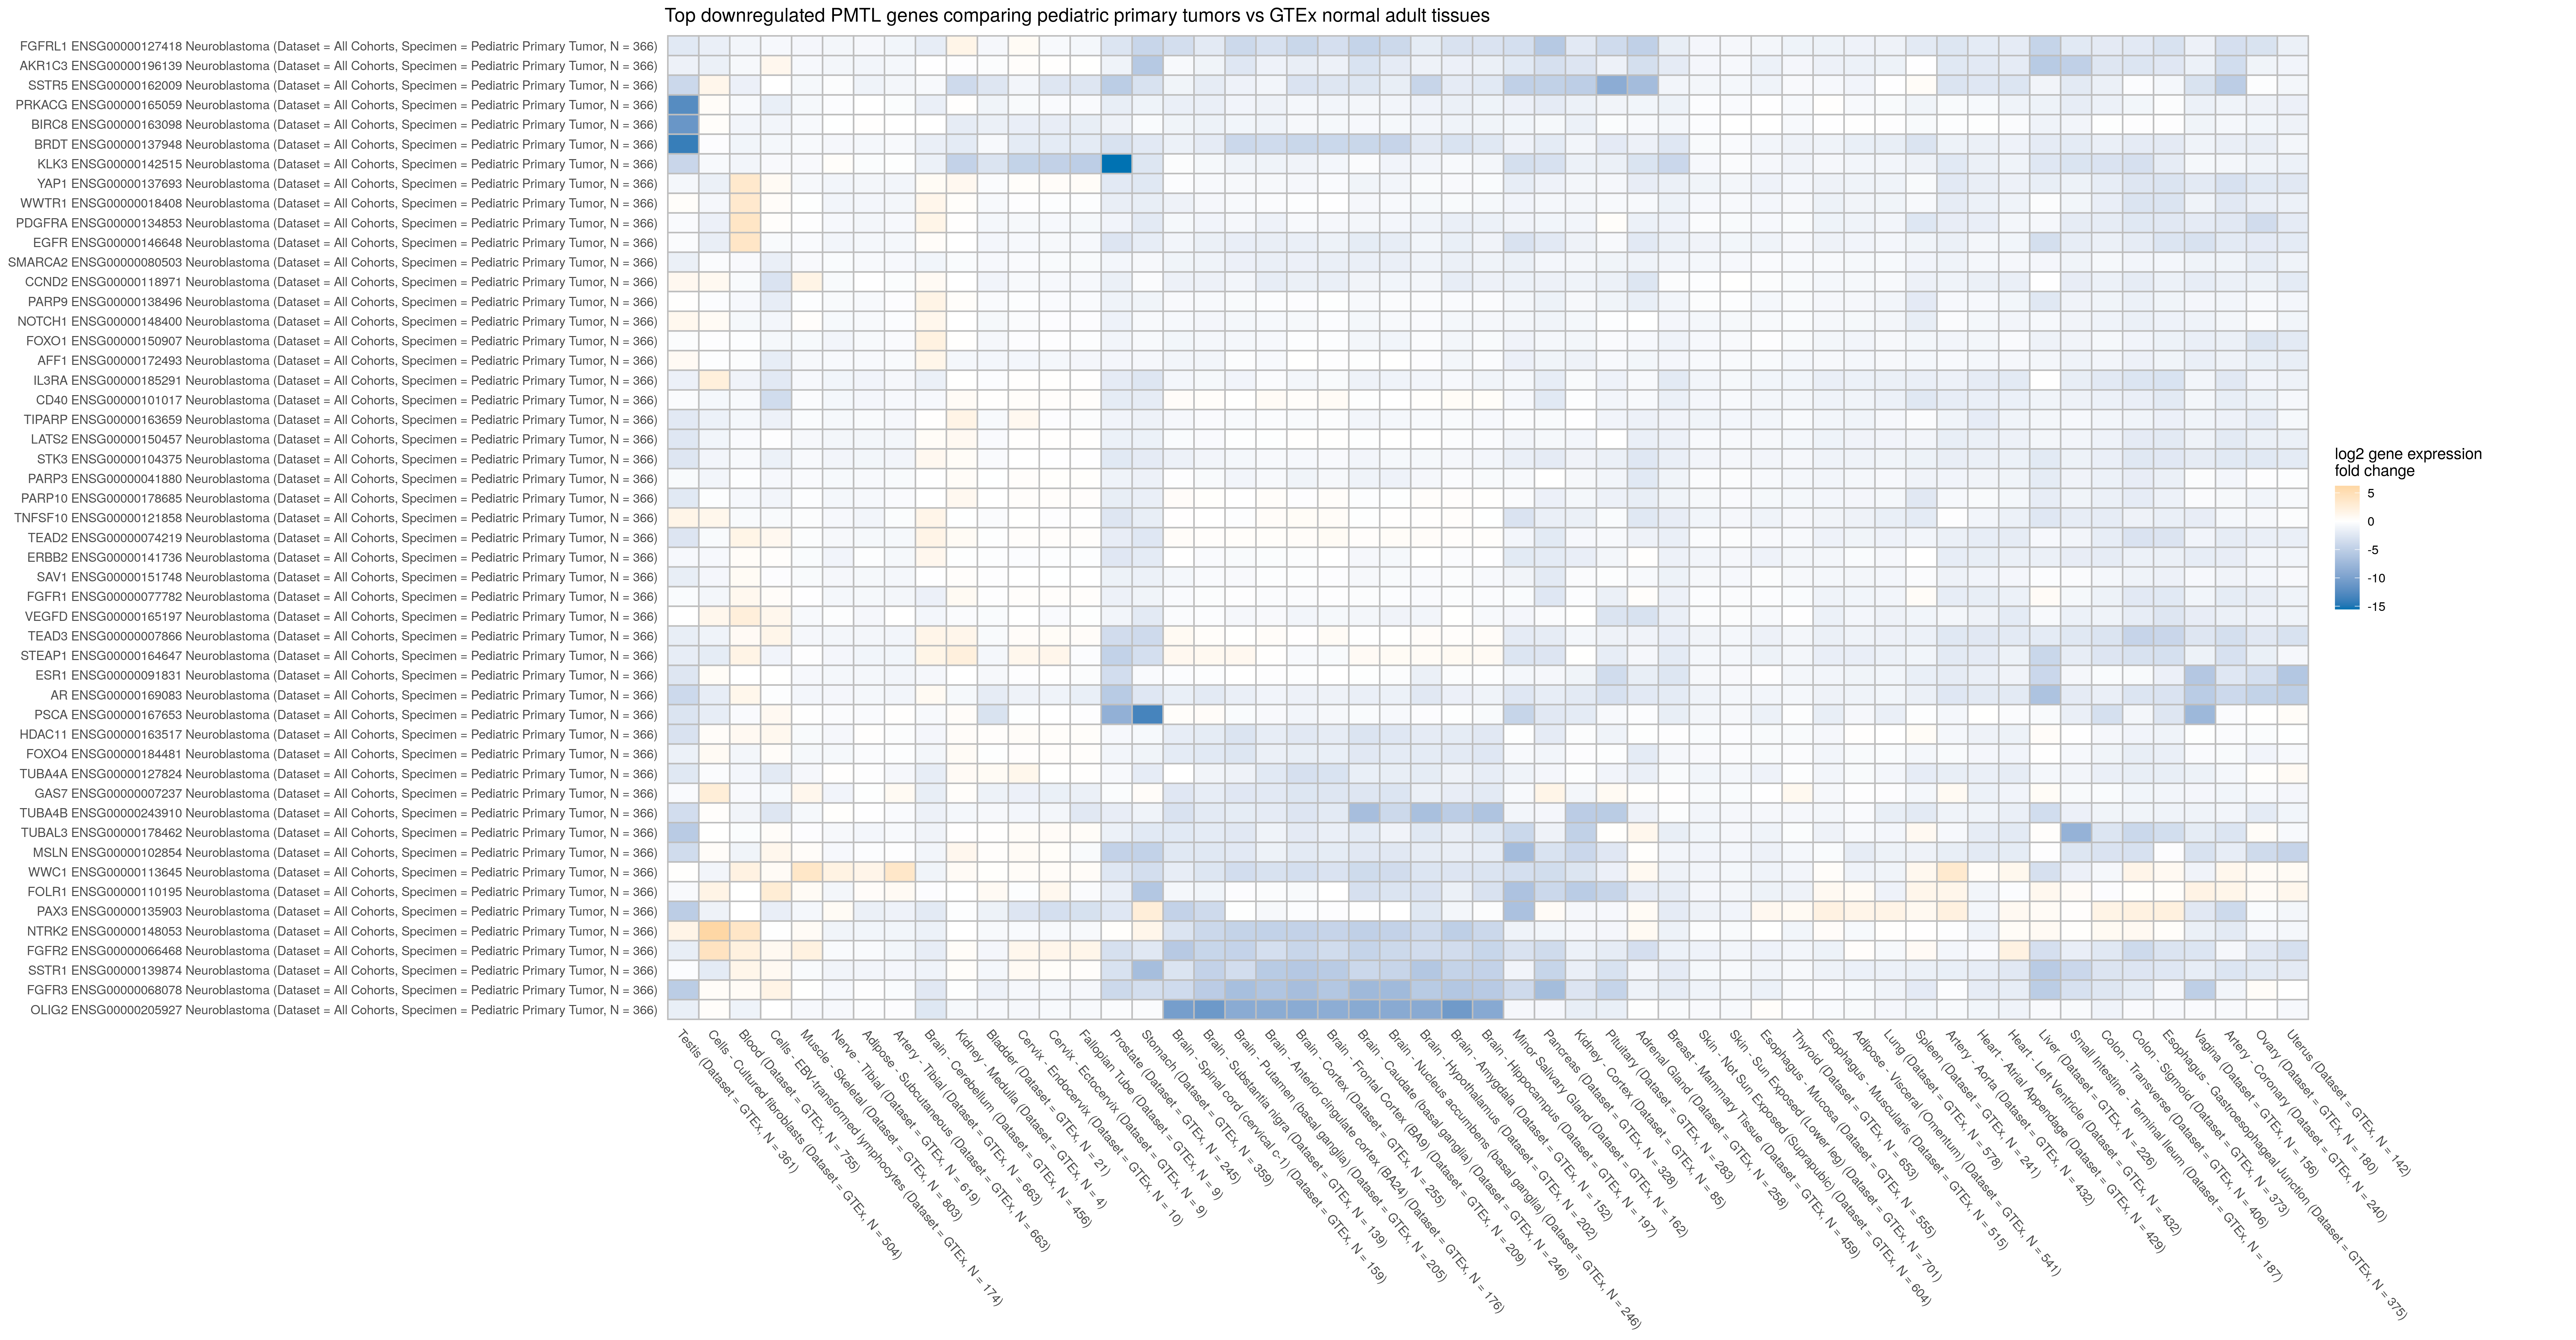 Top downregulated PMTL genes comparing pediatric primary tumors vs GTEx normal adult tissues
FGFRL1 ENSG00000127418 Neuroblastoma (Dataset = All Cohorts, Specimen = Pediatric Primary Tumor, N = 366)
AKR1C3 ENSG00000196139 Neuroblastoma (Dataset = All Cohorts, Specimen = Pediatric Primary Tumor, N = 366)
SSTR5 ENSG00000162009 Neuroblastoma (Dataset = All Cohorts, Specimen = Pediatric Primary Tumor, N = 366)
PRKACG ENSG00000165059 Neuroblastoma (Dataset = All Cohorts, Specimen = Pediatric Primary Tumor, N = 366)
BIRC8 ENSG00000163098 Neuroblastoma (Dataset = All Cohorts, Specimen = Pediatric Primary Tumor, N = 366)
BRDT ENSG00000137948 Neuroblastoma (Dataset = All Cohorts, Specimen = Pediatric Primary Tumor, N = 366)
KLK3 ENSG00000142515 Neuroblastoma (Dataset = All Cohorts, Specimen = Pediatric Primary Tumor, N = 366)
YAP1 ENSG00000137693 Neuroblastoma (Dataset = All Cohorts, Specimen = Pediatric Primary Tumor, N = 366)
WWTR1 ENSG00000018408 Neuroblastoma (Dataset = All Cohorts, Specimen = Pediatric Primary Tumor, N = 366)
PDGFRA ENSG00000134853 Neuroblastoma (Dataset = All Cohorts, Specimen = Pediatric Primary Tumor, N = 366)
EGFR ENSG00000146648 Neuroblastoma (Dataset = All Cohorts, Specimen = Pediatric Primary Tumor, N = 366)
SMARCA2 ENSG00000080503 Neuroblastoma (Dataset = All Cohorts, Specimen = Pediatric Primary Tumor, N = 366)
CCND2 ENSG00000118971 Neuroblastoma (Dataset = All Cohorts, Specimen = Pediatric Primary Tumor, N = 366)
PARP9 ENSG00000138496 Neuroblastoma (Dataset = All Cohorts, Specimen = Pediatric Primary Tumor, N = 366)
NOTCH1 ENSG00000148400 Neuroblastoma (Dataset = All Cohorts, Specimen = Pediatric Primary Tumor, N = 366)
FOXO1 ENSG00000150907 Neuroblastoma (Dataset = All Cohorts, Specimen = Pediatric Primary Tumor, N = 366)
AFF1 ENSG00000172493 Neuroblastoma (Dataset = All Cohorts, Specimen = Pediatric Primary Tumor, N = 366)
IL3RA ENSG00000185291 Neuroblastoma (Dataset = All Cohorts, Specimen = Pediatric Primary Tumor, N = 366)
CD40 ENSG00000101017 Neuroblastoma (Dataset = All Cohorts, Specimen = Pediatric Primary Tumor, N = 366)
TIPARP ENSG00000163659 Neuroblastoma (Dataset = All Cohorts, Specimen = Pediatric Primary Tumor, N = 366)
LATS2 ENSG00000150457 Neuroblastoma (Dataset = All Cohorts, Specimen = Pediatric Primary Tumor, N = 366)
STK3 ENSG00000104375 Neuroblastoma (Dataset = All Cohorts, Specimen = Pediatric Primary Tumor, N = 366)
PARP3 ENSG00000041880 Neuroblastoma (Dataset = All Cohorts, Specimen = Pediatric Primary Tumor, N = 366)
PARP10 ENSG00000178685 Neuroblastoma (Dataset = All Cohorts, Specimen = Pediatric Primary Tumor, N = 366)
TNFSF10 ENSG00000121858 Neuroblastoma (Dataset = All Cohorts, Specimen = Pediatric Primary Tumor, N = 366)
TEAD2 ENSG00000074219 Neuroblastoma (Dataset = All Cohorts, Specimen = Pediatric Primary Tumor, N = 366)
ERBB2 ENSG00000141736 Neuroblastoma (Dataset = All Cohorts, Specimen = Pediatric Primary Tumor, N = 366)
SAV1 ENSG00000151748 Neuroblastoma (Dataset = All Cohorts, Specimen = Pediatric Primary Tumor, N = 366)
FGFR1 ENSG00000077782 Neuroblastoma (Dataset = All Cohorts, Specimen = Pediatric Primary Tumor, N = 366)
VEGFD ENSG00000165197 Neuroblastoma (Dataset = All Cohorts, Specimen = Pediatric Primary Tumor, N = 366)
TEAD3 ENSG00000007866 Neuroblastoma (Dataset = All Cohorts, Specimen = Pediatric Primary Tumor, N = 366)
STEAP1 ENSG00000164647 Neuroblastoma (Dataset = All Cohorts, Specimen = Pediatric Primary Tumor, N = 366)
ESR1 ENSG00000091831 Neuroblastoma (Dataset = All Cohorts, Specimen = Pediatric Primary Tumor, N = 366)
AR ENSG00000169083 Neuroblastoma (Dataset = All Cohorts, Specimen = Pediatric Primary Tumor, N = 366)
PSCA ENSG00000167653 Neuroblastoma (Dataset = All Cohorts, Specimen = Pediatric Primary Tumor, N = 366)
HDAC11 ENSG00000163517 Neuroblastoma (Dataset = All Cohorts, Specimen = Pediatric Primary Tumor, N = 366)
FOXO4 ENSG00000184481 Neuroblastoma (Dataset = All Cohorts, Specimen = Pediatric Primary Tumor, N = 366)
TUBA4A ENSG00000127824 Neuroblastoma (Dataset = All Cohorts, Specimen = Pediatric Primary Tumor, N = 366)
GAS7 ENSG00000007237 Neuroblastoma (Dataset = All Cohorts, Specimen = Pediatric Primary Tumor, N = 366)
TUBA4B ENSG00000243910 Neuroblastoma (Dataset = All Cohorts, Specimen = Pediatric Primary Tumor, N = 366)
TUBAL3 ENSG00000178462 Neuroblastoma (Dataset = All Cohorts, Specimen = Pediatric Primary Tumor, N = 366)
MSLN ENSG00000102854 Neuroblastoma (Dataset = All Cohorts, Specimen = Pediatric Primary Tumor, N = 366)
WWC1 ENSG00000113645 Neuroblastoma (Dataset = All Cohorts, Specimen = Pediatric Primary Tumor, N = 366)
FOLR1 ENSG00000110195 Neuroblastoma (Dataset = All Cohorts, Specimen = Pediatric Primary Tumor, N = 366)
PAX3 ENSG00000135903 Neuroblastoma (Dataset = All Cohorts, Specimen = Pediatric Primary Tumor, N = 366)
NTRK2 ENSG00000148053 Neuroblastoma (Dataset = All Cohorts, Specimen = Pediatric Primary Tumor, N = 366)
FGFR2 ENSG00000066468 Neuroblastoma (Dataset = All Cohorts, Specimen = Pediatric Primary Tumor, N = 366)
SSTR1 ENSG00000139874 Neuroblastoma (Dataset = All Cohorts, Specimen = Pediatric Primary Tumor, N = 366)
FGFR3 ENSG00000068078 Neuroblastoma (Dataset = All Cohorts, Specimen = Pediatric Primary Tumor, N = 366)
OLIG2 ENSG00000205927 Neuroblastoma (Dataset = All Cohorts, Specimen = Pediatric Primary Tumor, N = 366)
Testis (Dataset = GTEx, N = 361)
Cells - Cultured fibroblasts (Dataset = GTEx, N = 504)
Blood (Dataset = GTEx, N = 755)
Cells - EBV-transformed lymphocytes (Dataset = GTEx, N = 174)
Muscle - Skeletal (Dataset = GTEx, N = 803)
Nerve - Tibial (Dataset = GTEx, N = 619)
Adipose - Subcutaneous (Dataset = GTEx, N = 663)
Artery - Tibial (Dataset = GTEx, N = 663)
Brain - Cerebellum (Dataset = GTEx, N = 456)
Kidney - Medulla (Dataset = GTEx, N = 4)
Bladder (Dataset = GTEx, N = 21)
Cervix - Endocervix (Dataset = GTEx, N = 10)
Cervix - Ectocervix (Dataset = GTEx, N = 9)
Fallopian Tube (Dataset = GTEx, N = 9)
Prostate (Dataset = GTEx, N = 245)
Stomach (Dataset = GTEx, N = 359)
Brain - Spinal cord (cervical c-1) (Dataset = GTEx, N = 159)
Brain - Substantia nigra (Dataset = GTEx, N = 139)
Brain - Putamen (basal ganglia) (Dataset = GTEx, N = 205)
Brain - Anterior cingulate cortex (BA24) (Dataset = GTEx, N = 176)
Brain - Cortex (Dataset = GTEx, N = 255)
Brain - Frontal Cortex (BA9) (Dataset = GTEx, N = 209)
Brain - Caudate (basal ganglia) (Dataset = GTEx, N = 246)
Brain - Nucleus accumbens (basal ganglia) (Dataset = GTEx, N = 246)
Brain - Hypothalamus (Dataset = GTEx, N = 202)
Brain - Amygdala (Dataset = GTEx, N = 152)
Brain - Hippocampus (Dataset = GTEx, N = 197)
Minor Salivary Gland (Dataset = GTEx, N = 162)
Pancreas (Dataset = GTEx, N = 328)
Kidney - Cortex (Dataset = GTEx, N = 85)
Pituitary (Dataset = GTEx, N = 283)
Adrenal Gland (Dataset = GTEx, N = 258)
Breast - Mammary Tissue (Dataset = GTEx, N = 459)
Skin - Not Sun Exposed (Suprapubic) (Dataset = GTEx, N = 604)
Skin - Sun Exposed (Lower leg) (Dataset = GTEx, N = 701)
Esophagus - Mucosa (Dataset = GTEx, N = 555)
Thyroid (Dataset = GTEx, N = 653)
Esophagus - Muscularis (Dataset = GTEx, N = 515)
Adipose - Visceral (Omentum) (Dataset = GTEx, N = 541)
Lung (Dataset = GTEx, N = 578)
Spleen (Dataset = GTEx, N = 241)
Artery - Aorta (Dataset = GTEx, N = 432)
Heart - Atrial Appendage (Dataset = GTEx, N = 429)
Heart - Left Ventricle (Dataset = GTEx, N = 432)
Liver (Dataset = GTEx, N = 226)
Small Intestine - Terminal Ileum (Dataset = GTEx, N = 187)
Colon - Transverse (Dataset = GTEx, N = 406)
Colon - Sigmoid (Dataset = GTEx, N = 373)
Esophagus - Gastroesophageal Junction (Dataset = GTEx, N = 375)
Vagina (Dataset = GTEx, N = 156)
Artery - Coronary (Dataset = GTEx, N = 240)
Ovary (Dataset = GTEx, N = 180)
Uterus (Dataset = GTEx, N = 142)
log2 gene expression
fold change
5
0
-5
-10
-15